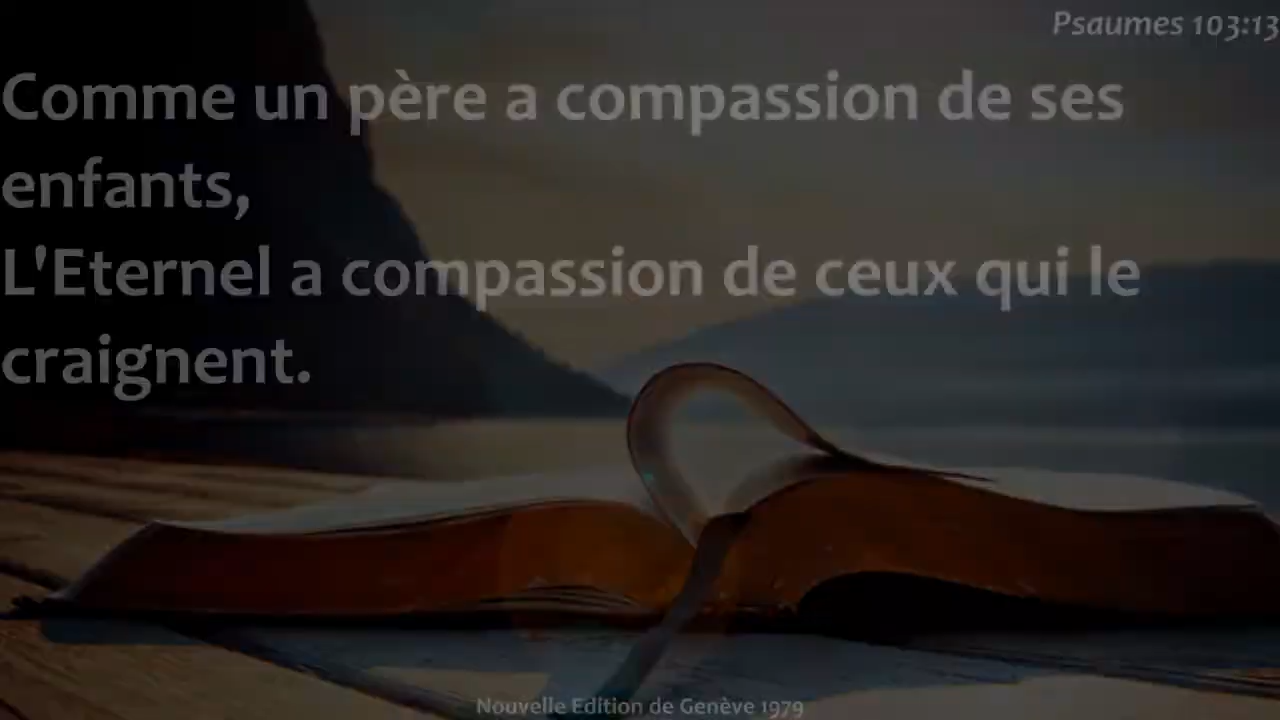 Psaumes 103:13
Comme un père a compassion de ses
enfants,
L'Eternel a compassion de ceux qui le
craignent.
Nouvelle Edition de Genève 1979